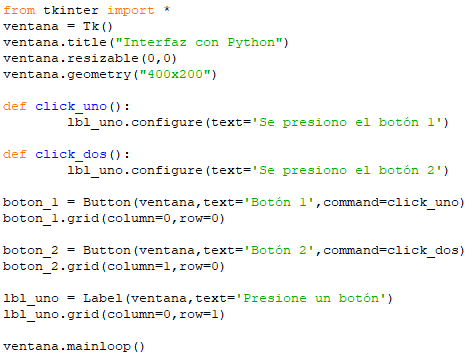 from tkinter import *
ventana = Tk()
ventana.title("Interfaz con Python")
ventana.resizable(0,0)
ventana.geometry("400x200")

def click_uno():
        lbl_uno.configure(text='Se presiono el botón 1')

def click_dos():
        lbl_uno.configure(text='Se presiono el botón 2')

boton_1 = Button(ventana,text='Botón 1',command=click_uno)
boton_1.grid(column=0,row=0)

boton_2 = Button(ventana,text='Botón 2',command=click_dos)
boton_2.grid(column=1,row=0)

lbl_uno = Label(ventana,text='Presione un botón')
lbl_uno.grid(column=0,row=1)

ventana.mainloop()